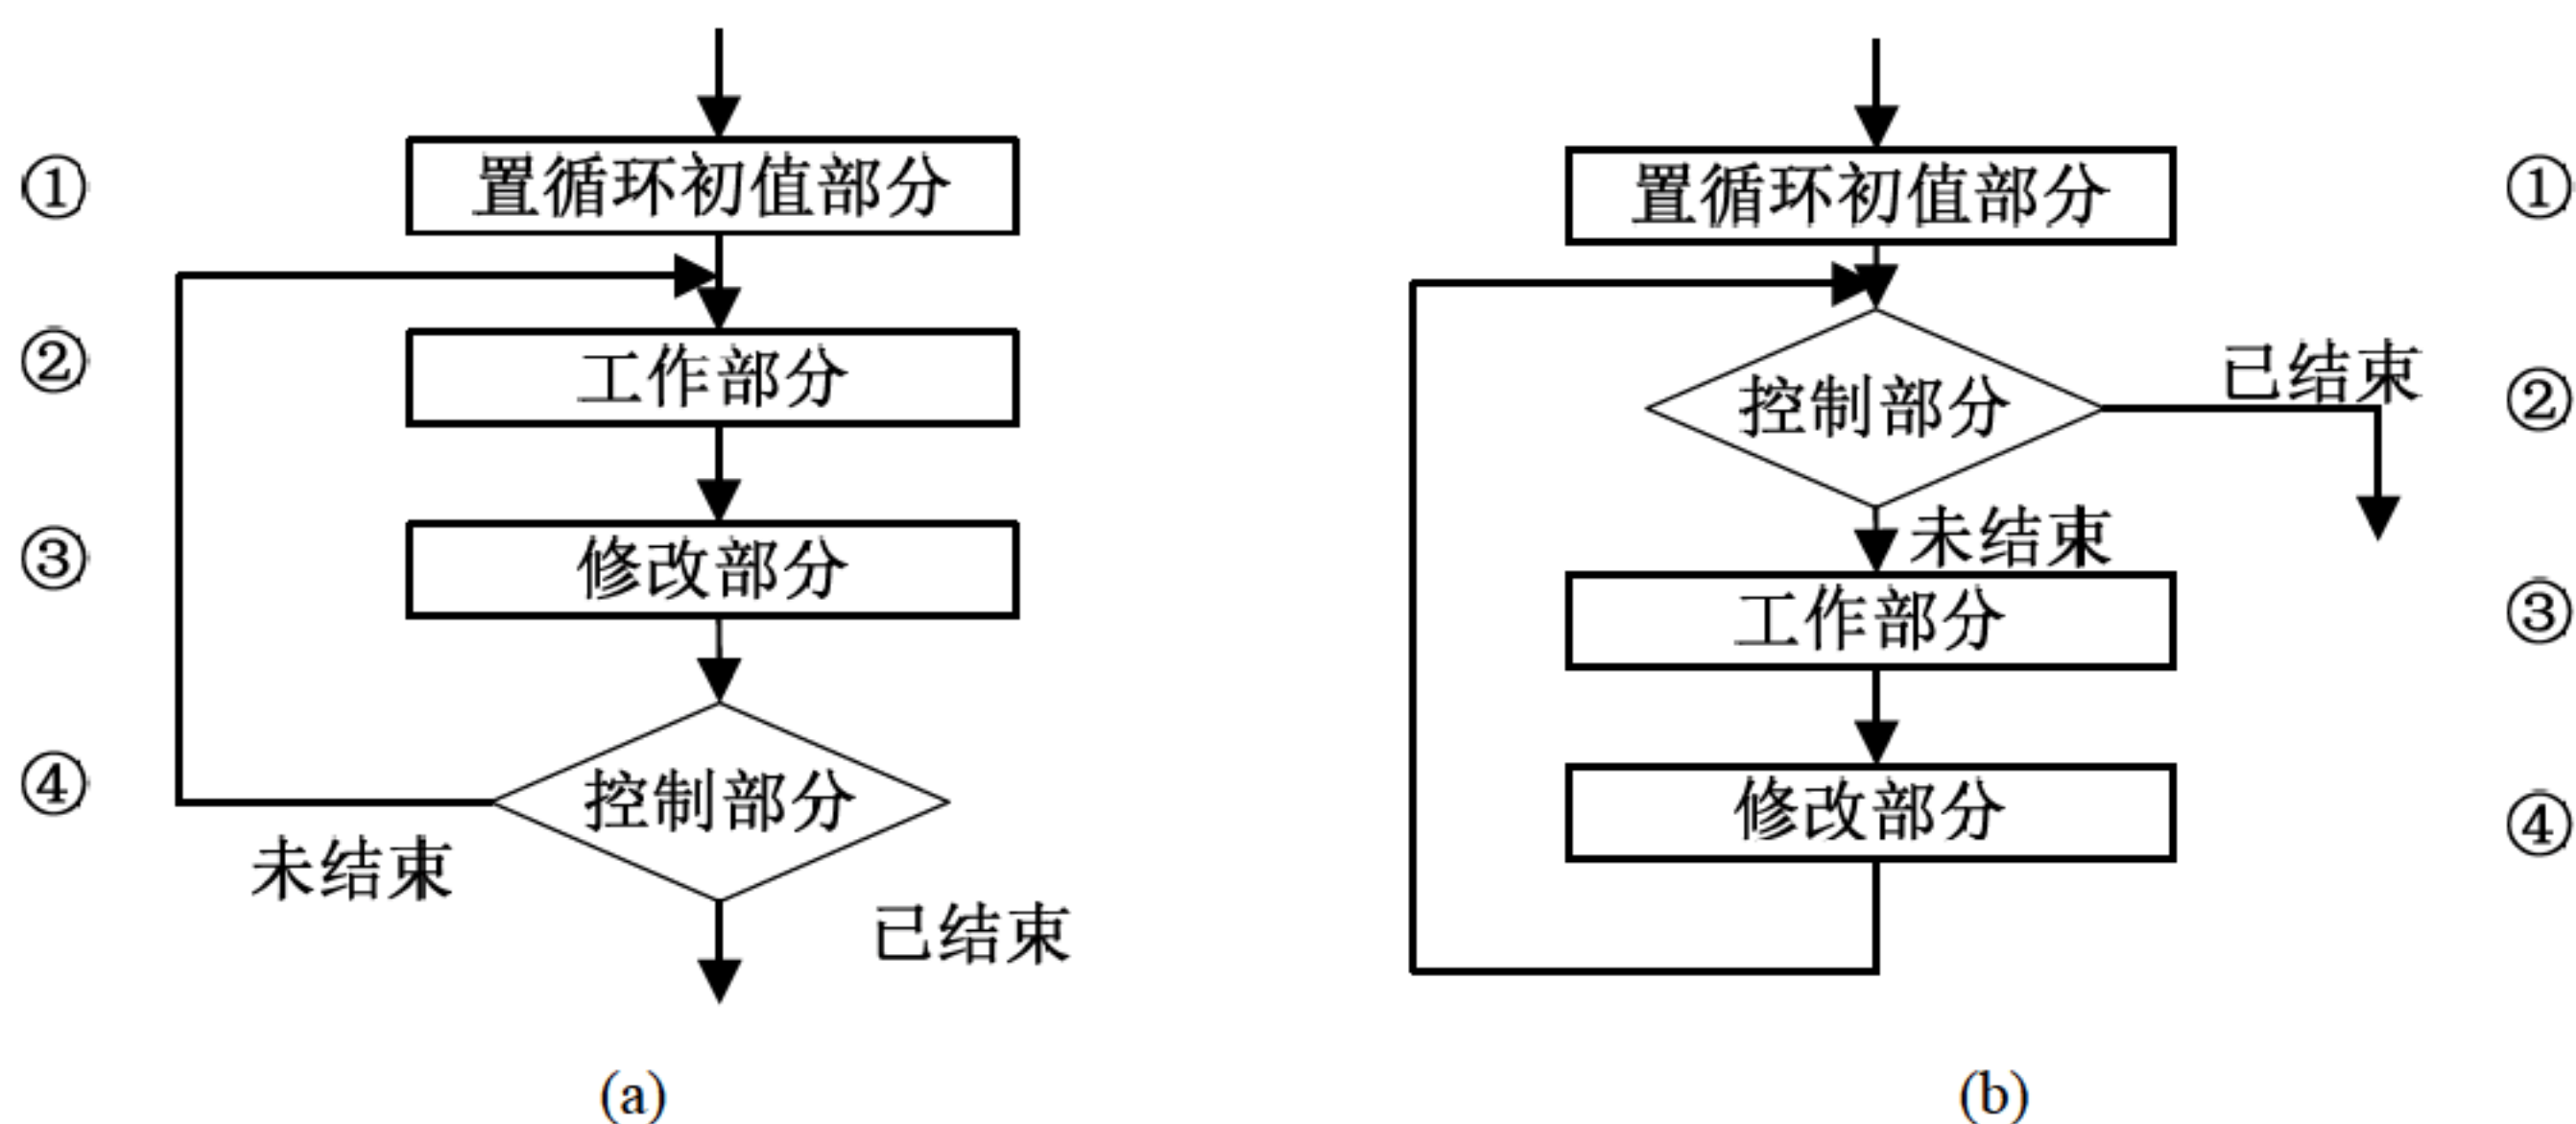 ①
置循环初值部分
②
工作部分
③
修改部分
④
控制部分
未结束
已结束
(a)
置循环初值部分
①
控制部分
已结束
②
未结束
工作部分
③
修改部分
④
(b)